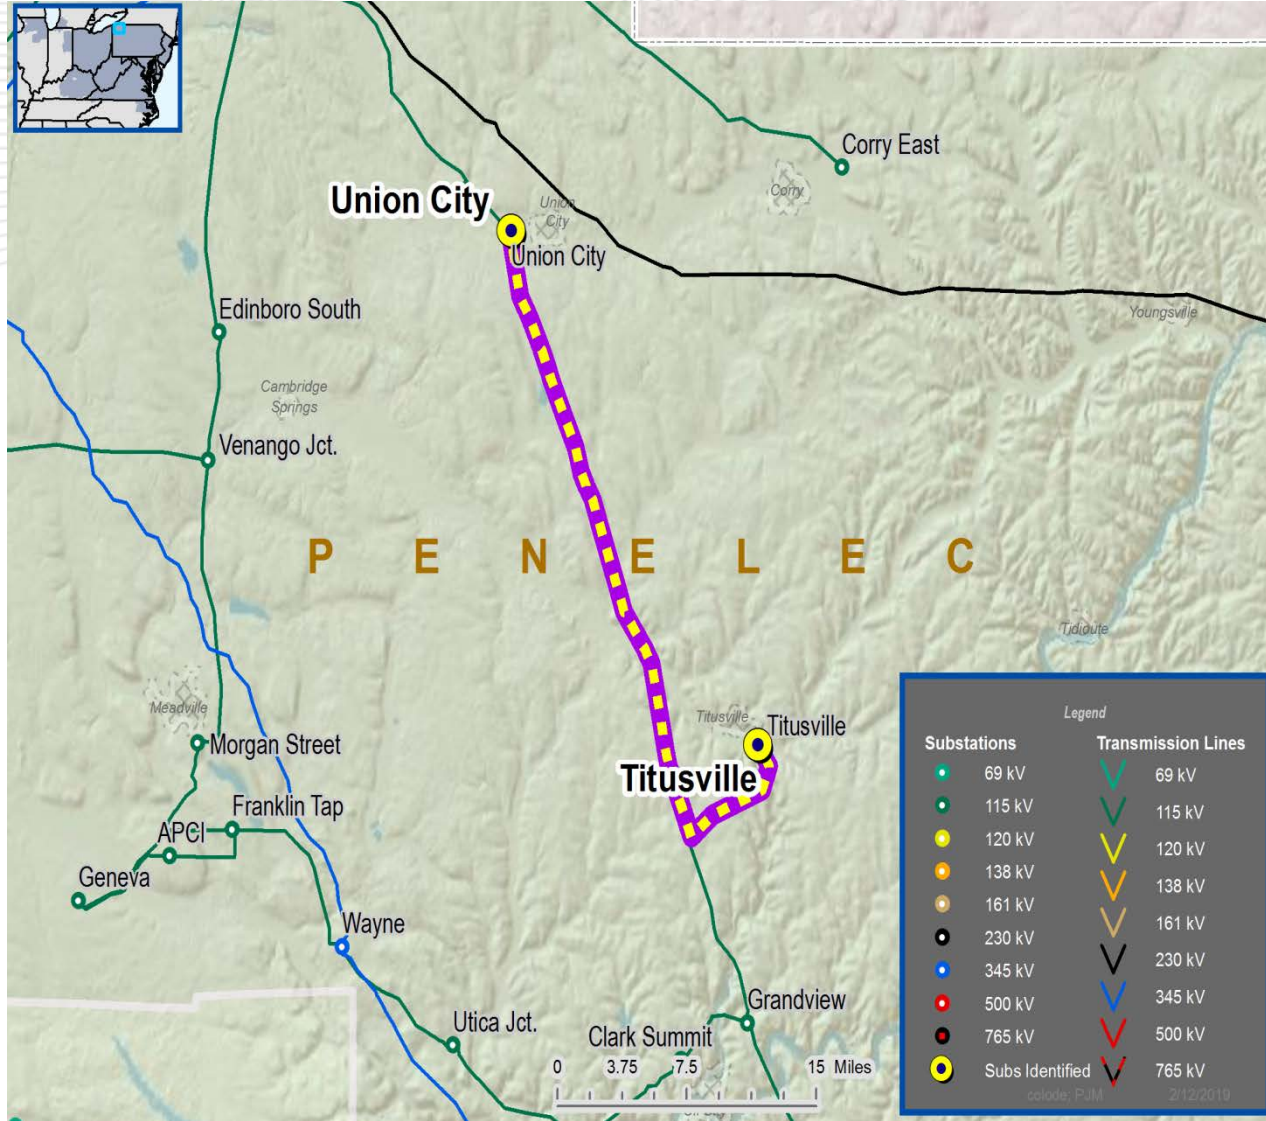 Corry East
Corry
Union City
Union
City
Union City
Edinboro South
Youngsville
Cambridge
Springs
Venango Jct.
P E N E L E C
Tidioute
Meadville
Morgan Street
Titusville
Titusville
Titusville
Franklin Tap
APCI
Geneva
Wayne
Grandview
Utica Jct.
Clark Summit
0 3.75 7.5 15 Miles
Oil City
Legend
Substations Transmission Lines
69 kV 69 kV
115 kV 115 kV
120 kV 120 kV
138 kV 138 kV
161 kV 161 kV
230 kV 230 kV
345 kV 345 kV
500 kV 500 kV
765 kV 765 kV
Subs Identified
colode; PJM 2/12/2019